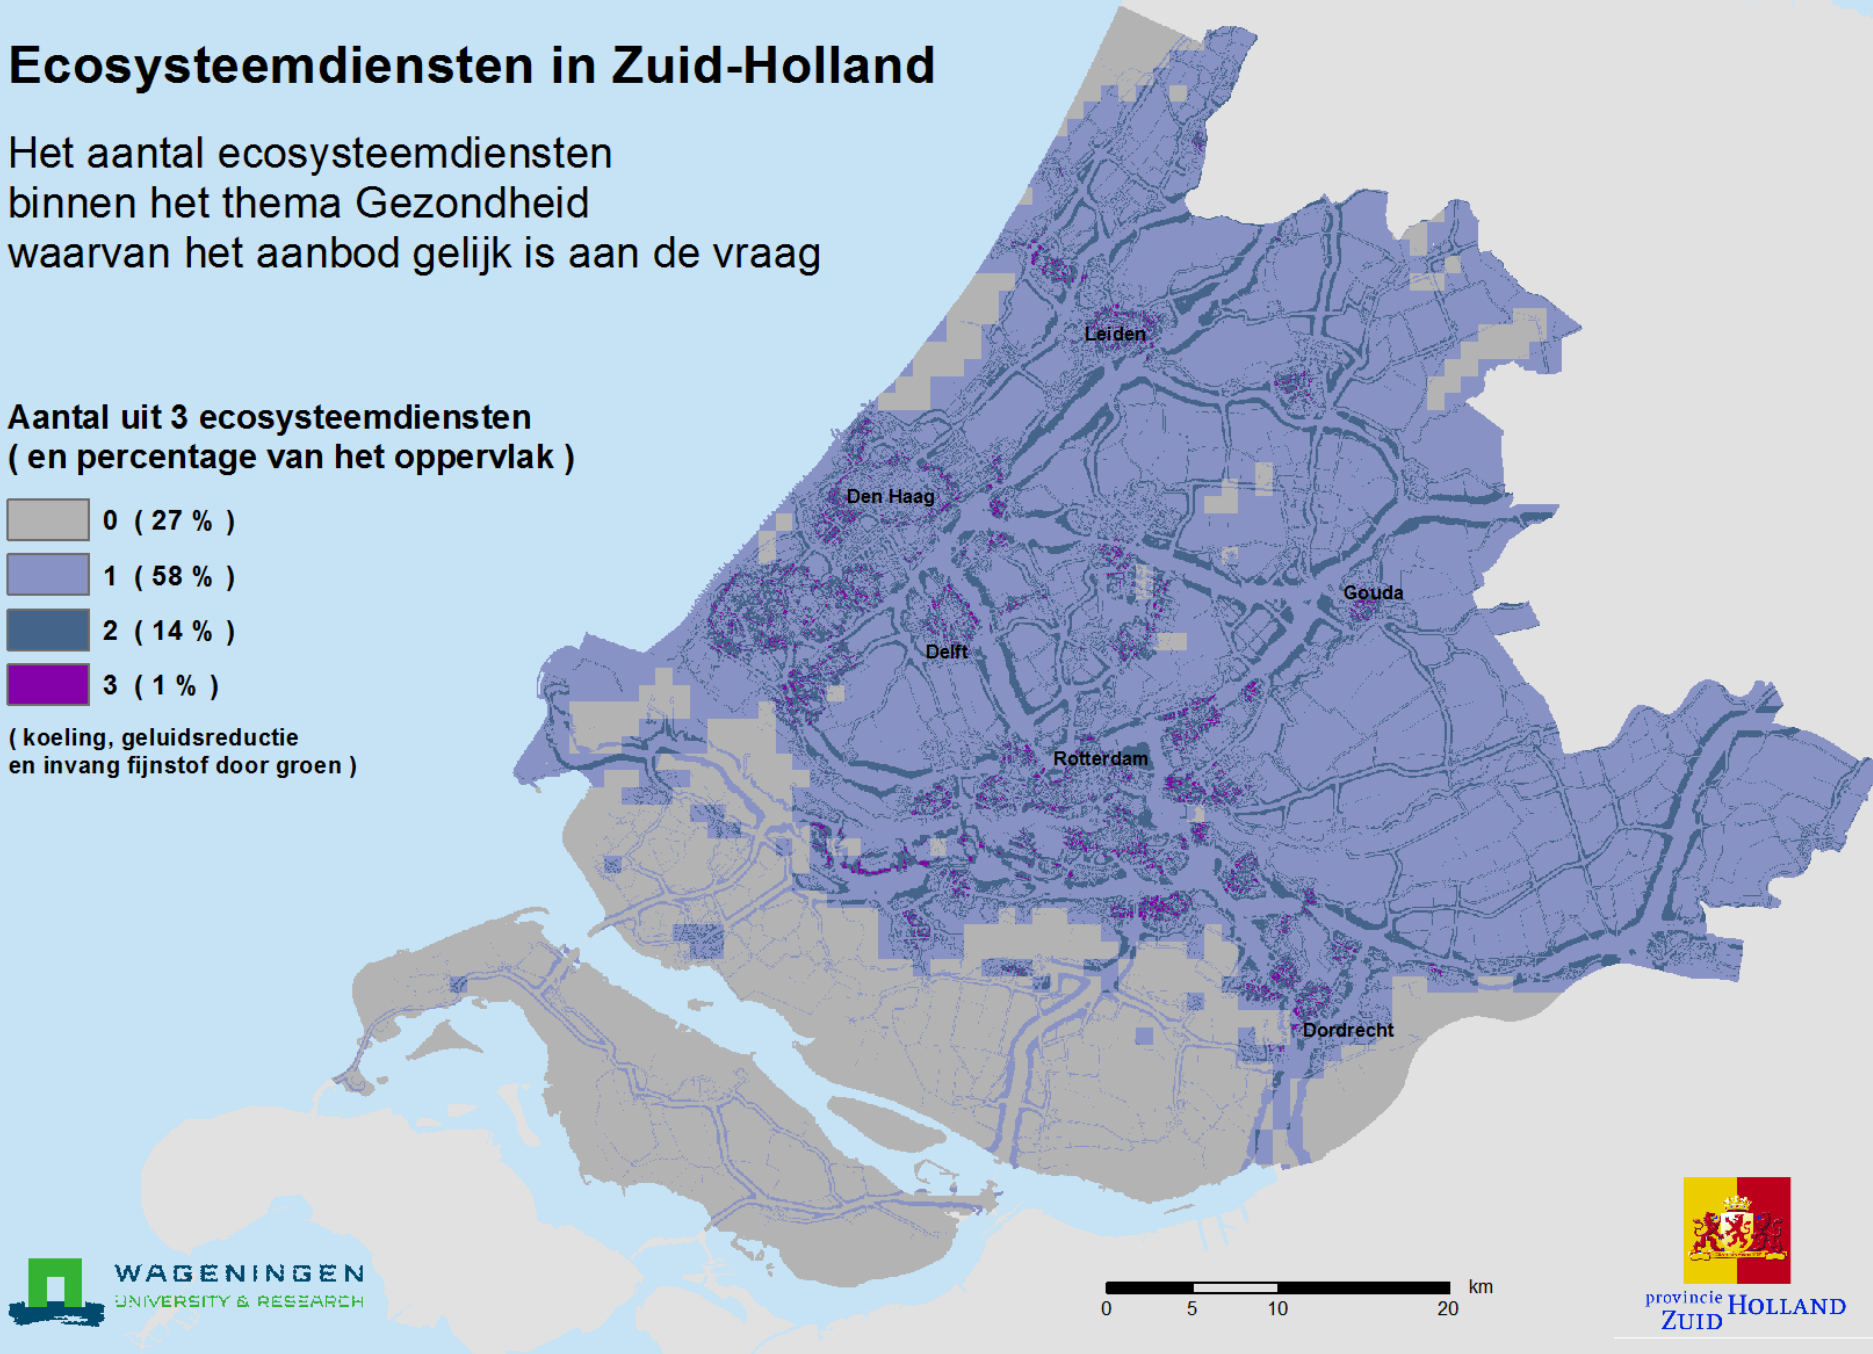 Ecosysteemdiensten in Zuid-Holland
Het aantal ecosysteemdiensten
binnen het thema Gezondheid
waarvan het aanbod gelijk is aan de vraag
Aantal uit 3 ecosysteemdiensten
( en percentage van het oppervlak )
0 ( 27 % )
1 ( 58 % )
2 ( 14 % )
3 ( 1 % )
( koeling, geluidsreductie
en invang fijnstof door groen )
Leiden
Den Haag
Gouda
Delft
Rotterdam
Dordrecht
WAGENINGEN
UNIVERSITY & RESEARCH
km
0 5 10 20
provincie HOLLAND
ZUID